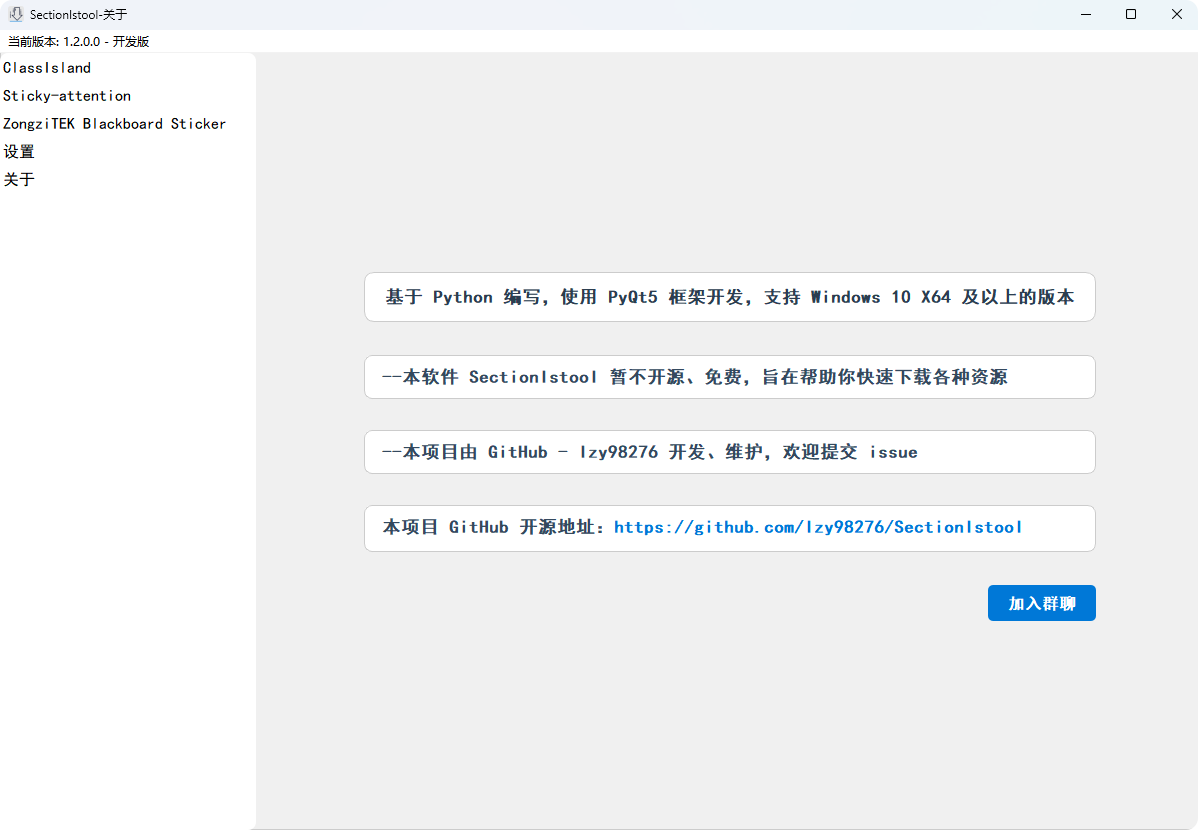 SectionIstool-关于
当前版本: 1.2.0.0 - 开发版
ClassIsland
Sticky-attention
ZongziTEK Blackboard Sticker
设置
关于
基于 Python 编写，使用 PyQt5 框架开发，支持 Windows 10 X64 及以上的版本
--本软件 SectionIstool 暂不开源、免费，旨在帮助你快速下载各种资源
--本项目由 GitHub - lzy98276 开发、维护，欢迎提交 issue
本项目 GitHub 开源地址：https://github.com/lzy98276/SectionIstool
加入群聊